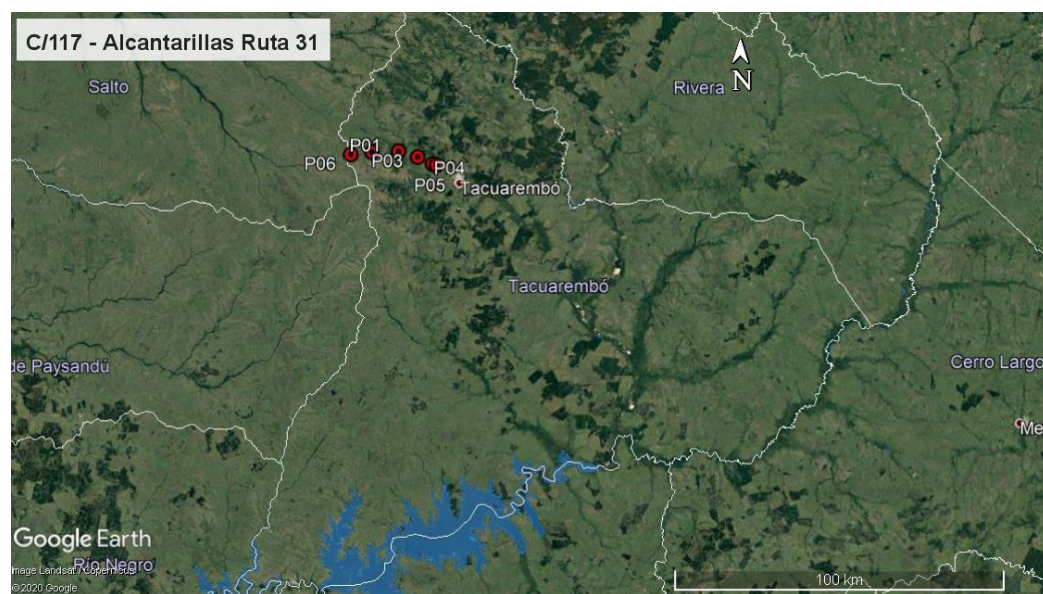 C/117 - Alcantarillas Ruta 31
N
Salto
Rivera
P01
P06
P03
P04
P05
Tacuarembó
Tacuarembó
de Paysandú
Cerro Largo
Me
Google Earth
Río Negro
Image Landsat / Copernicus
©2020 Google
100 km